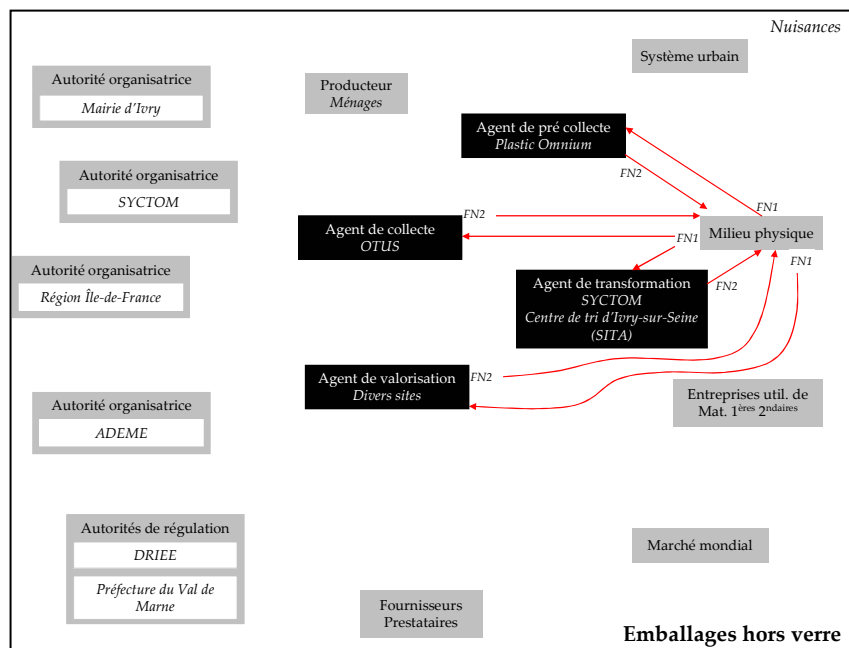 Nuisances
Système urbain
Autorité organisatrice
Mairie d'Ivry
Producteur
Ménages
Agent de pré collecte
Plastic Omnium
FN2
Autorité organisatrice
SYCTOM
FN1
FN2
Agent de collecte
OTUS
FN1
Milieu physique
FN1
Autorité organisatrice
Région Île-de-France
Agent de transformation
SYCTOM
Centre de tri d'Ivry-sur-Seine
(SITA)
FN2
Agent de valorisation
Divers sites
FN2
Entreprises util. de
Mat. 1ères 2ndaires
Autorité organisatrice
ADEME
Autorités de régulation
DRIEE
Préfecture du Val de
Marne
Marché mondial
Fournisseurs
Prestataires
Emballages hors verre